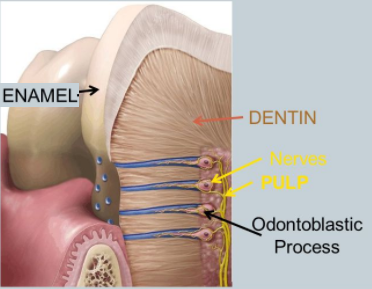 ENAMEL
DENTIN
Nerves
PULP
Odontoblastic
Process